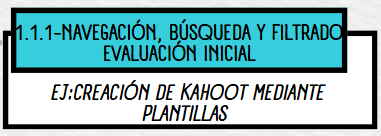 1.1.1-NAVEGACIÓN, BÚSQUEDA Y FILTRADO
EVALUACIÓN INICIAL
EJ:CREACIÓN DE KAHOOT MEDIANTE
PLANTILLAS